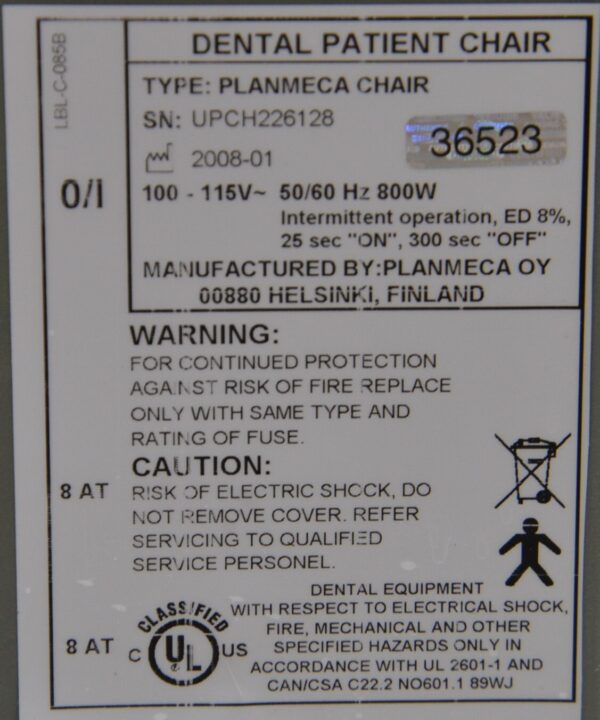 LBL-C-085B
DENTAL PATIENT CHAIR
TYPE: PLANMECA CHAIR
SN: UPCH226128
2008-01
36523
0/I
100 - 115V~ 50/60 Hz 800W
Intermittent operation, ED 8%,
25 sec "ON", 300 sec "OFF"
MANUFACTURED BY:PLANMECA OY
00880 HELSINKI, FINLAND
WARNING:
FOR CONTINUED PROTECTION
AGAINST RISK OF FIRE REPLACE
ONLY WITH SAME TYPE AND
RATING OF FUSE.
CAUTION:
8 AT
RISK OF ELECTRIC SHOCK, DO
NOT REMOVE COVER. REFER
SERVICING TO QUALIFIED
SERVICE PERSONEL.
8 AT
CLASSIFIED
C UL US
DENTAL EQUIPMENT
WITH RESPECT TO ELECTRICAL SHOCK,
FIRE, MECHANICAL AND OTHER
SPECIFIED HAZARDS ONLY IN
ACCORDANCE WITH UL 2601-1 AND
CAN/CSA C22.2 NO601.1 89WJ